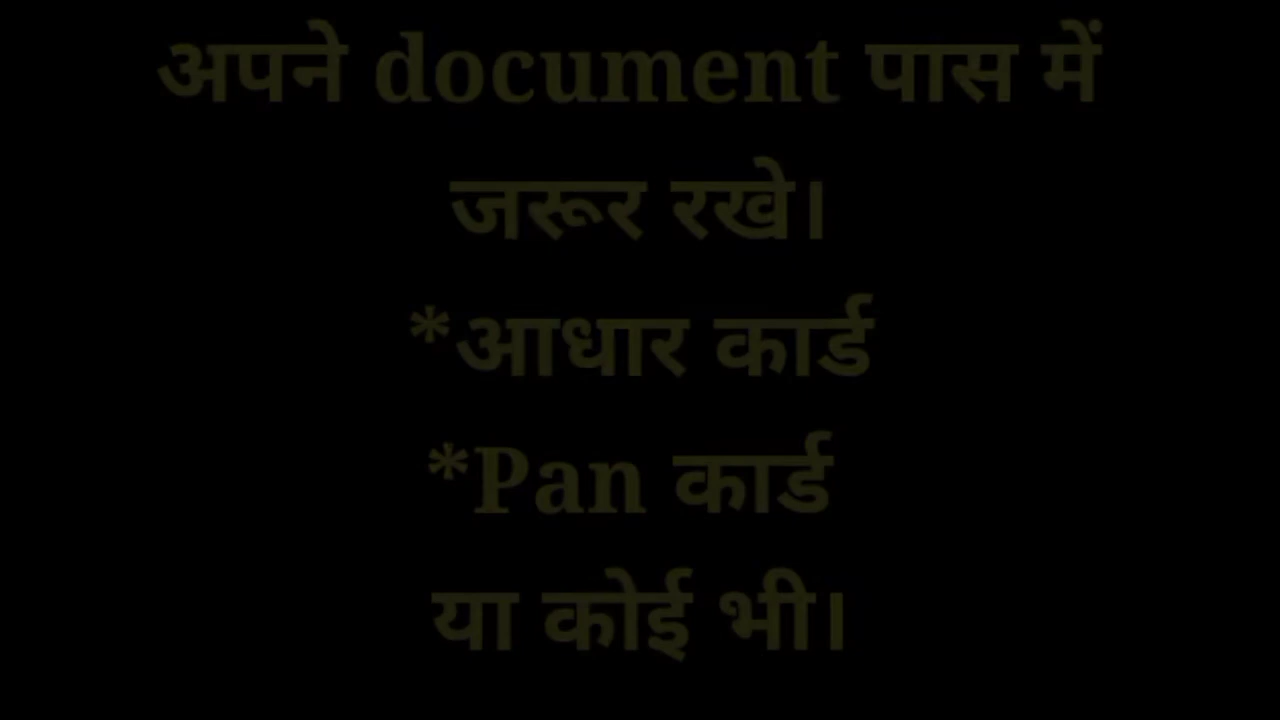 अपने document पास में
जरूर रखे।
*आधार कार्ड
*Pan कार्ड
या कोई भी।